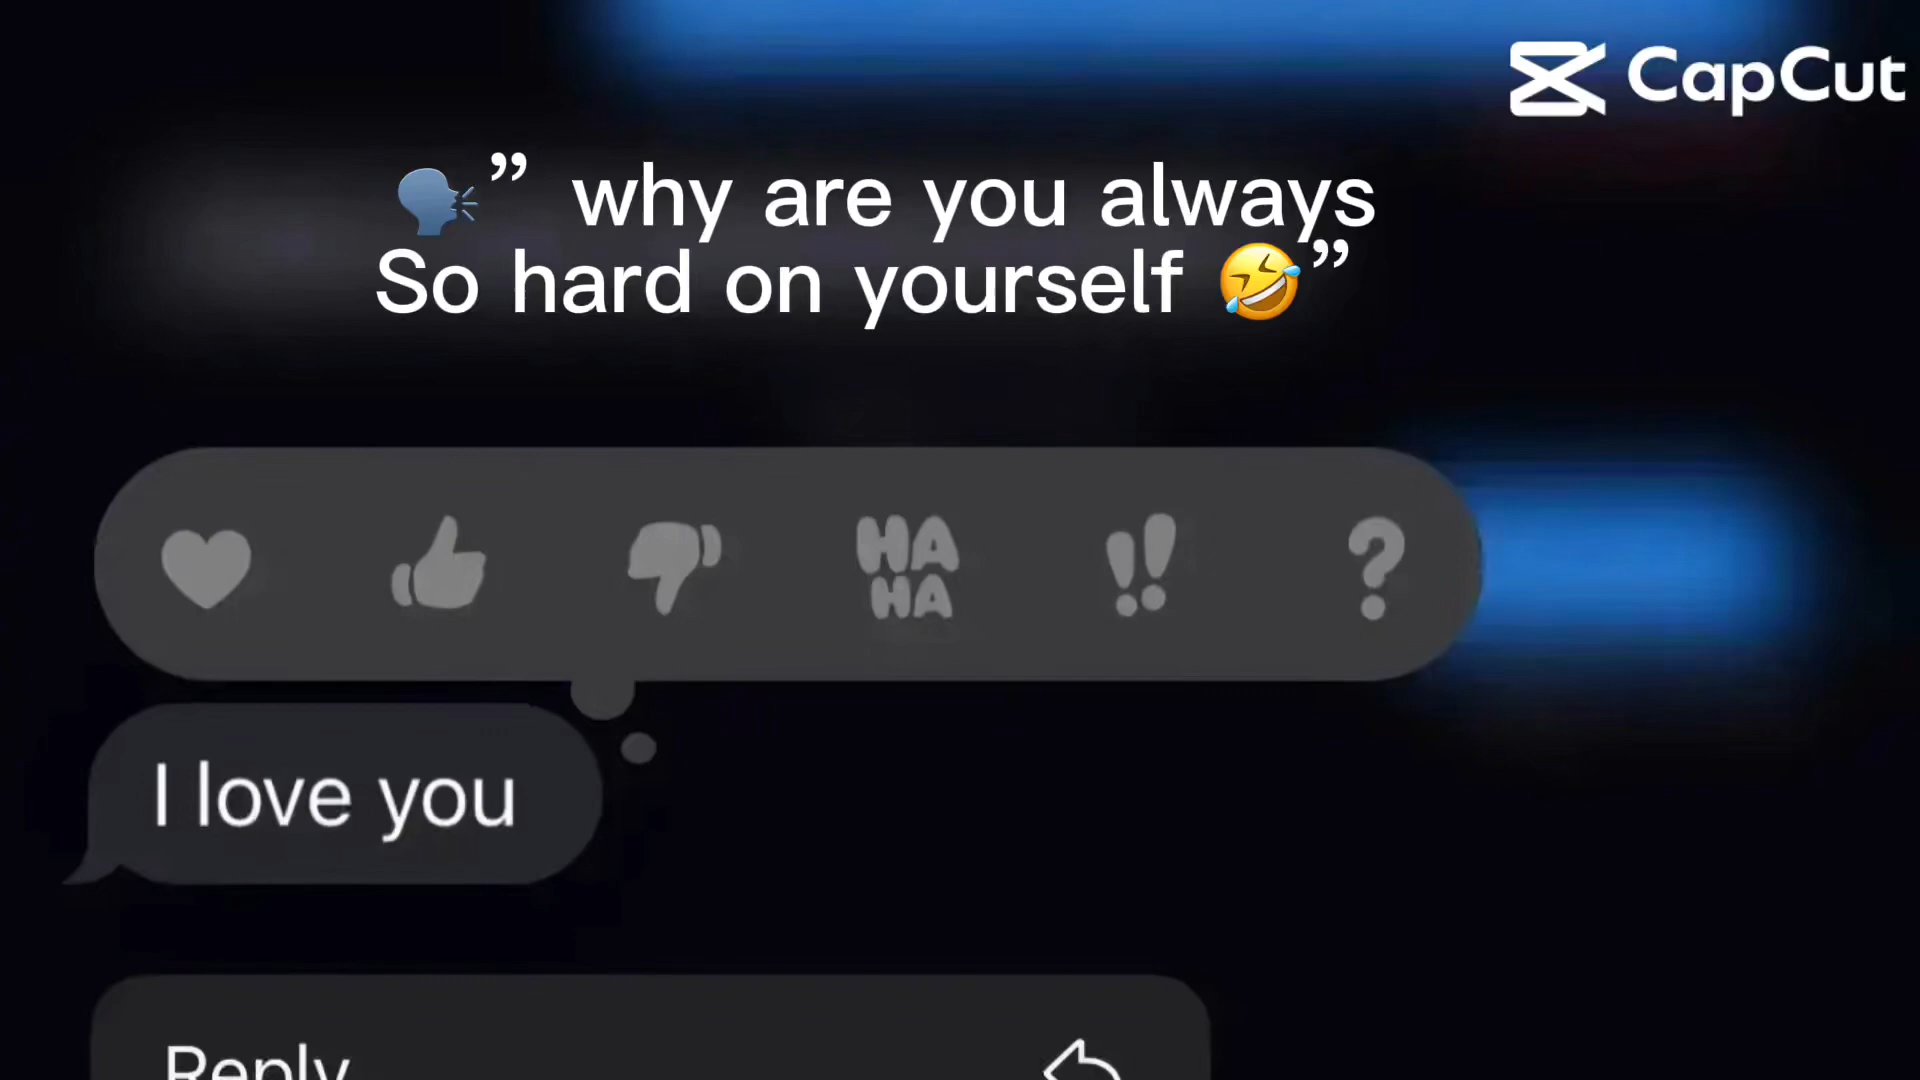 CapCut
🗣️” why are you always
So hard on yourself 🤣”
HA
HA
!!
?
I love you
Reply